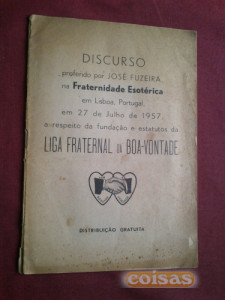 DISCURSO
proferido por JOSÉ FUZEIRA
na Fraternidade Esotérica
em Lisboa, Portugal,
em 27 de Julho de 1957,
a-respeito da fundação e estatutos da
LIGA FRATERNAL DA BOA-VONTADE
DISTRIBUIÇÃO GRATUITA
coisas